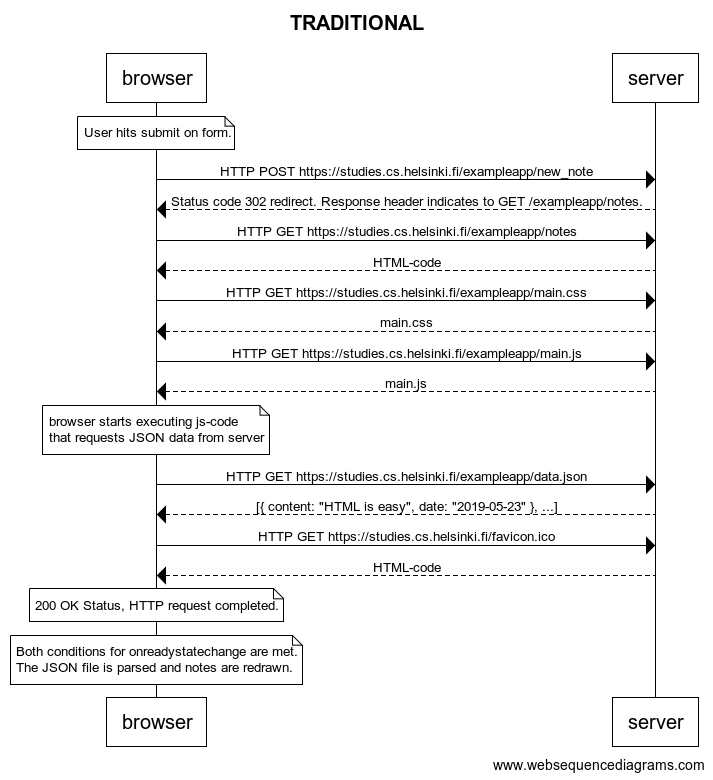 TRADITIONAL
browser
server
User hits submit on form.
HTTP POST https://studies.cs.helsinki.fi/exampleapp/new_note
Status code 302 redirect. Response header indicates to GET /exampleapp/notes.
HTTP GET https://studies.cs.helsinki.fi/exampleapp/notes
HTML-code
HTTP GET https://studies.cs.helsinki.fi/exampleapp/main.css
main.css
HTTP GET https://studies.cs.helsinki.fi/exampleapp/main.js
main.js
browser starts executing js-code
that requests JSON data from server
HTTP GET https://studies.cs.helsinki.fi/exampleapp/data.json
[{ content: "HTML is easy", date: "2019-05-23" }, ...]
HTTP GET https://studies.cs.helsinki.fi/favicon.ico
HTML-code
200 OK Status, HTTP request completed.
Both conditions for onreadystatechange are met.
The JSON file is parsed and notes are redrawn.
browser
server
www.websequencediagrams.com